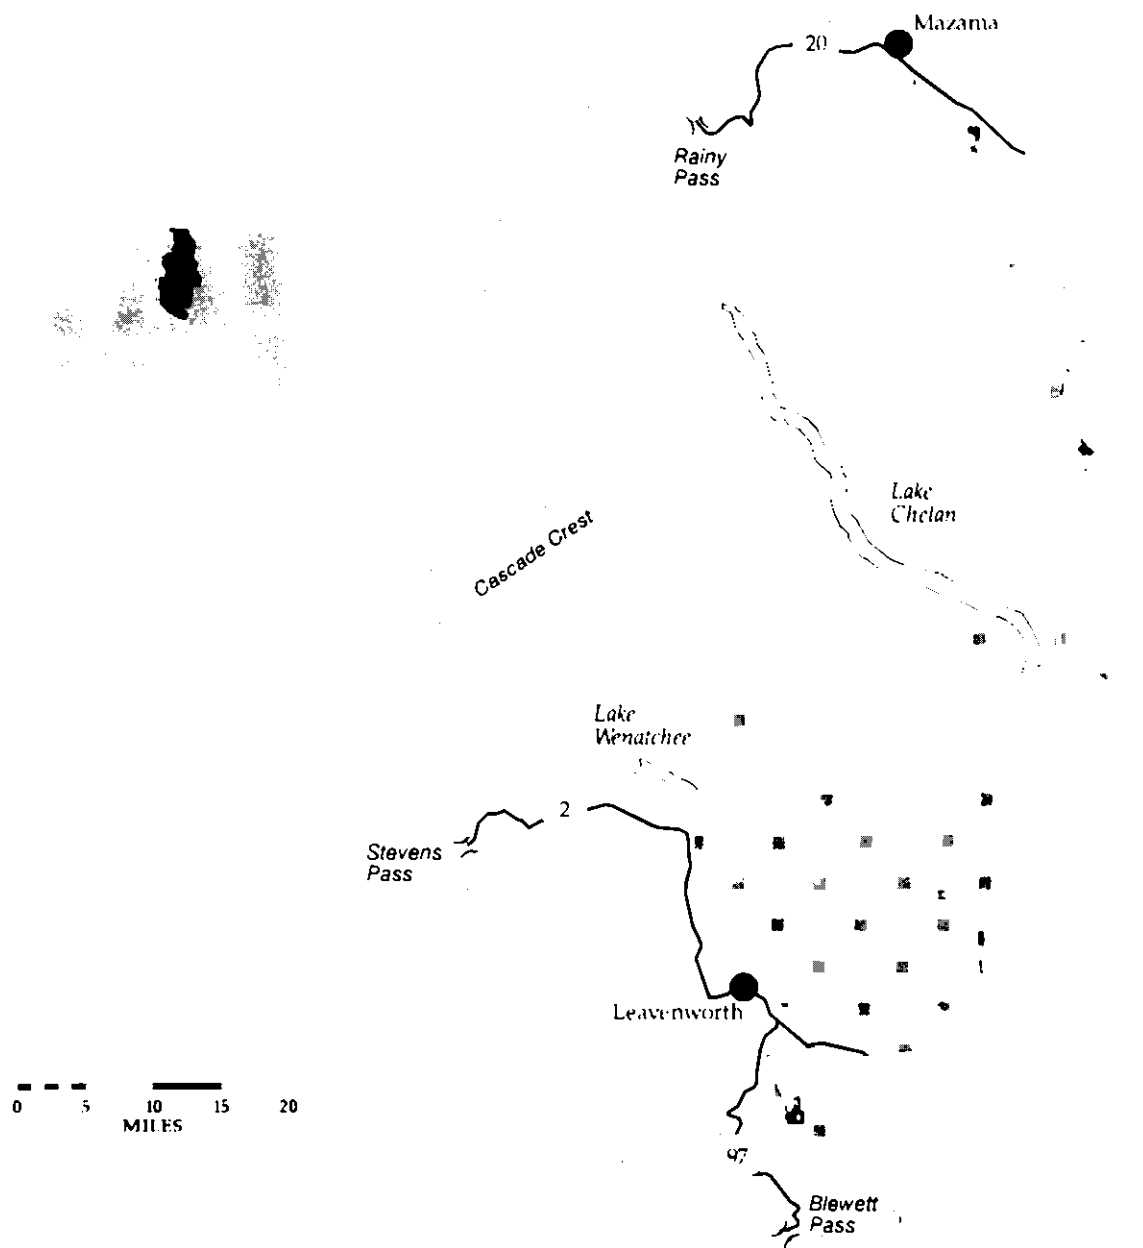 Mazama
20
Rainy
Pass
Lake
Chelan
Cascade Crest
Lake
Wenatchee
2
Stevens
Pass
Leavenworth
0 5 10 15 20
MILES
97
Blewett
Pass